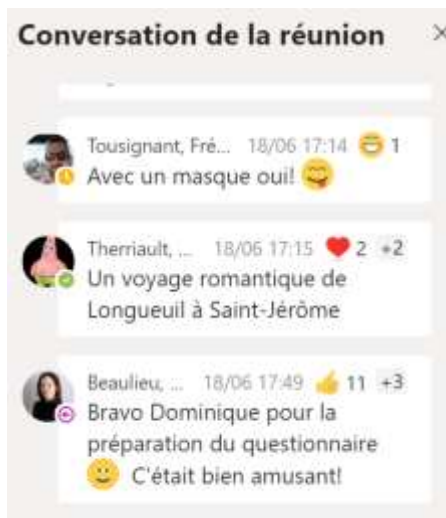 Conversation de la réunion
Tousignant, Fré... 18/06 17:14 1
Avec un masque oui!
Therriault, ... 18/06 17:15 2 +2
Un voyage romantique de
Longueuil à Saint-Jérôme
Beaulieu, ... 18/06 17:49 11 +3
Bravo Dominique pour la
préparation du questionnaire
C'était bien amusant!